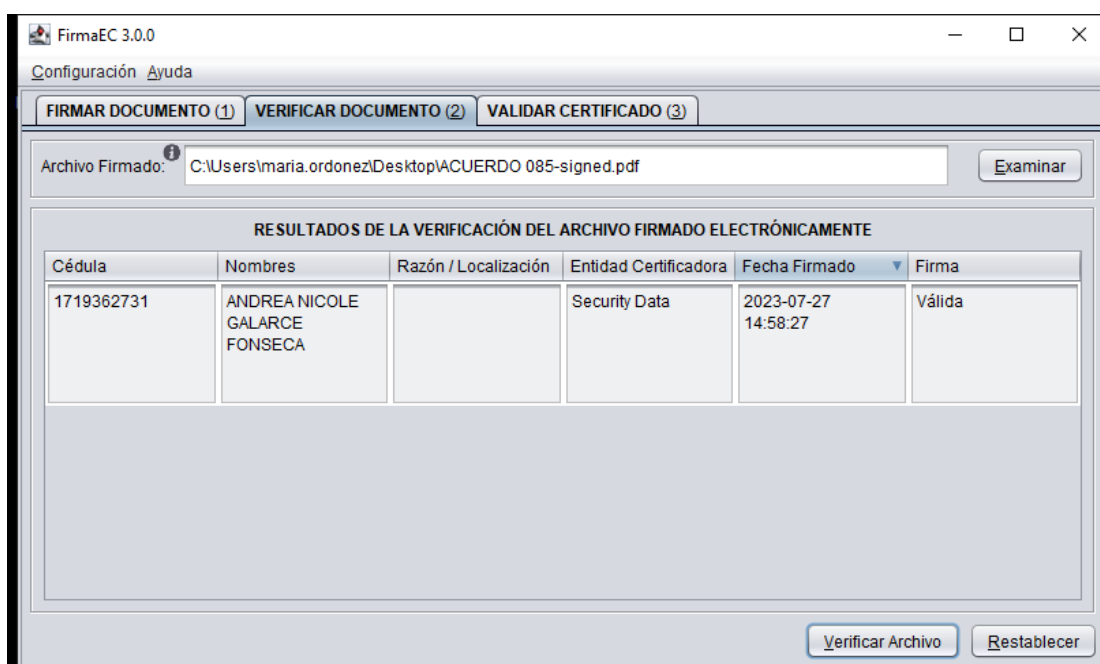 FirmaEC 3.0.0
Configuración Ayuda
FIRMAR DOCUMENTO (1) VERIFICAR DOCUMENTO (2) VALIDAR CERTIFICADO (3)
Archivo Firmado: C:\Users\maria.ordonez\Desktop\ACUERDO 085-signed.pdf Examinar
RESULTADOS DE LA VERIFICACIÓN DEL ARCHIVO FIRMADO ELECTRÓNICAMENTE
Cédula Nombres Razón / Localización Entidad Certificadora Fecha Firmado Firma
1719362731 ANDREA NICOLE Security Data 2023-07-27 Válida
GALARCE 14:58:27
FONSECA
Verificar Archivo Restablecer